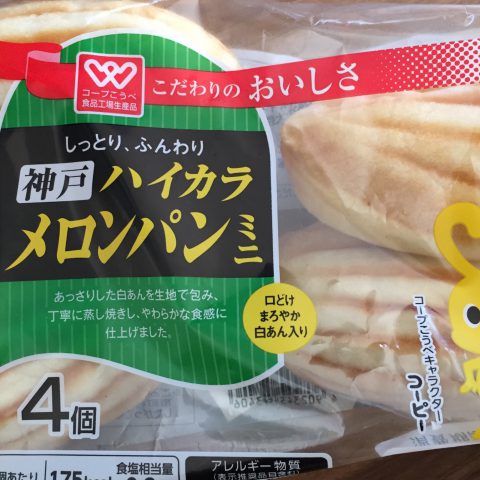 コープこうべ
食品工場生産品
こだわりの おいしさ
しっとり、ふんわり
神戸 ハイカラ
メロンパン ミニ
あっさりした白あんを生地で包み、
丁寧に蒸し焼きし、やわらかな食感に
仕上げました。
口どけ
まろやか
白あん入り
コープこうべキャラクター
コーピー
4個
食塩相当量
個あたり
アレルギー物質